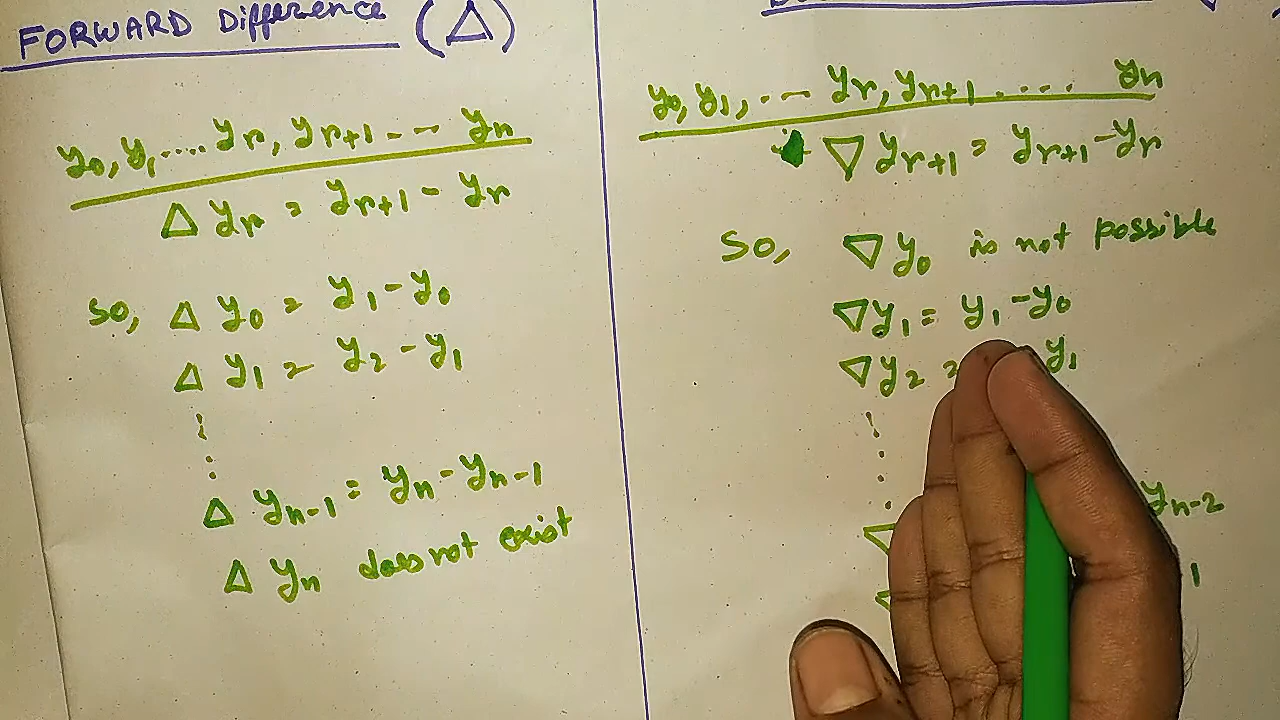 FORWARD Difference (Δ)
y₀, y₁ .... yᵣ, yᵣ₊₁ - - yₙ
Δ yᵣ = yᵣ₊₁ - yᵣ
so, Δ y₀ = y₁ - y₀
Δ y₁ = y₂ - y₁
Δ yₙ₋₁ = yₙ - yₙ₋₁
Δ yₙ does not exist
y₀, y₁, ... yᵣ, yᵣ₊₁ .... yₙ
∇ yᵣ₊₁ = yᵣ₊₁ - yᵣ
So, ∇ y₀ is not possible
∇ y₁ = y₁ - y₀
∇ y₂ = - y₁
yₙ₋₂
1